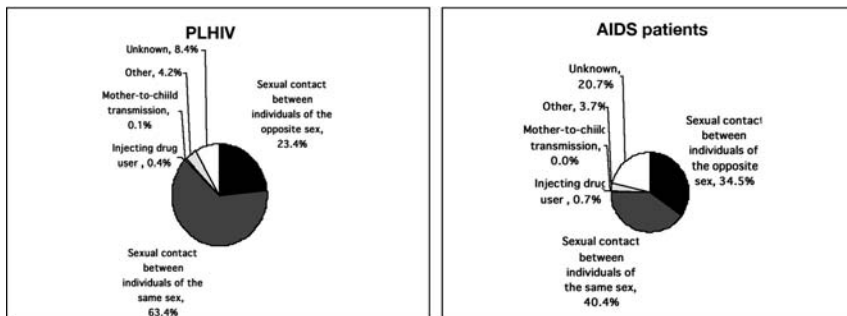 PLHIV
Unknown, 8.4%
Other, 4.2%
Mother-to-chiild
transmission,
0.1%
Injecting drug
user , 0.4%
Sexual contact
between
individuals of the
opposite sex,
23.4%
Sexual contact
between
individuals of the
same sex,
63.4%
AIDS patients
Unknown,
20.7%
Other, 3.7%
Mother-to-chiild
transmission,
0.0%
Injecting drug
user , 0.7%
Sexual contact
between
individuals of
the opposite
sex, 34.5%
Sexual contact
between
individuals of
the same sex,
40.4%